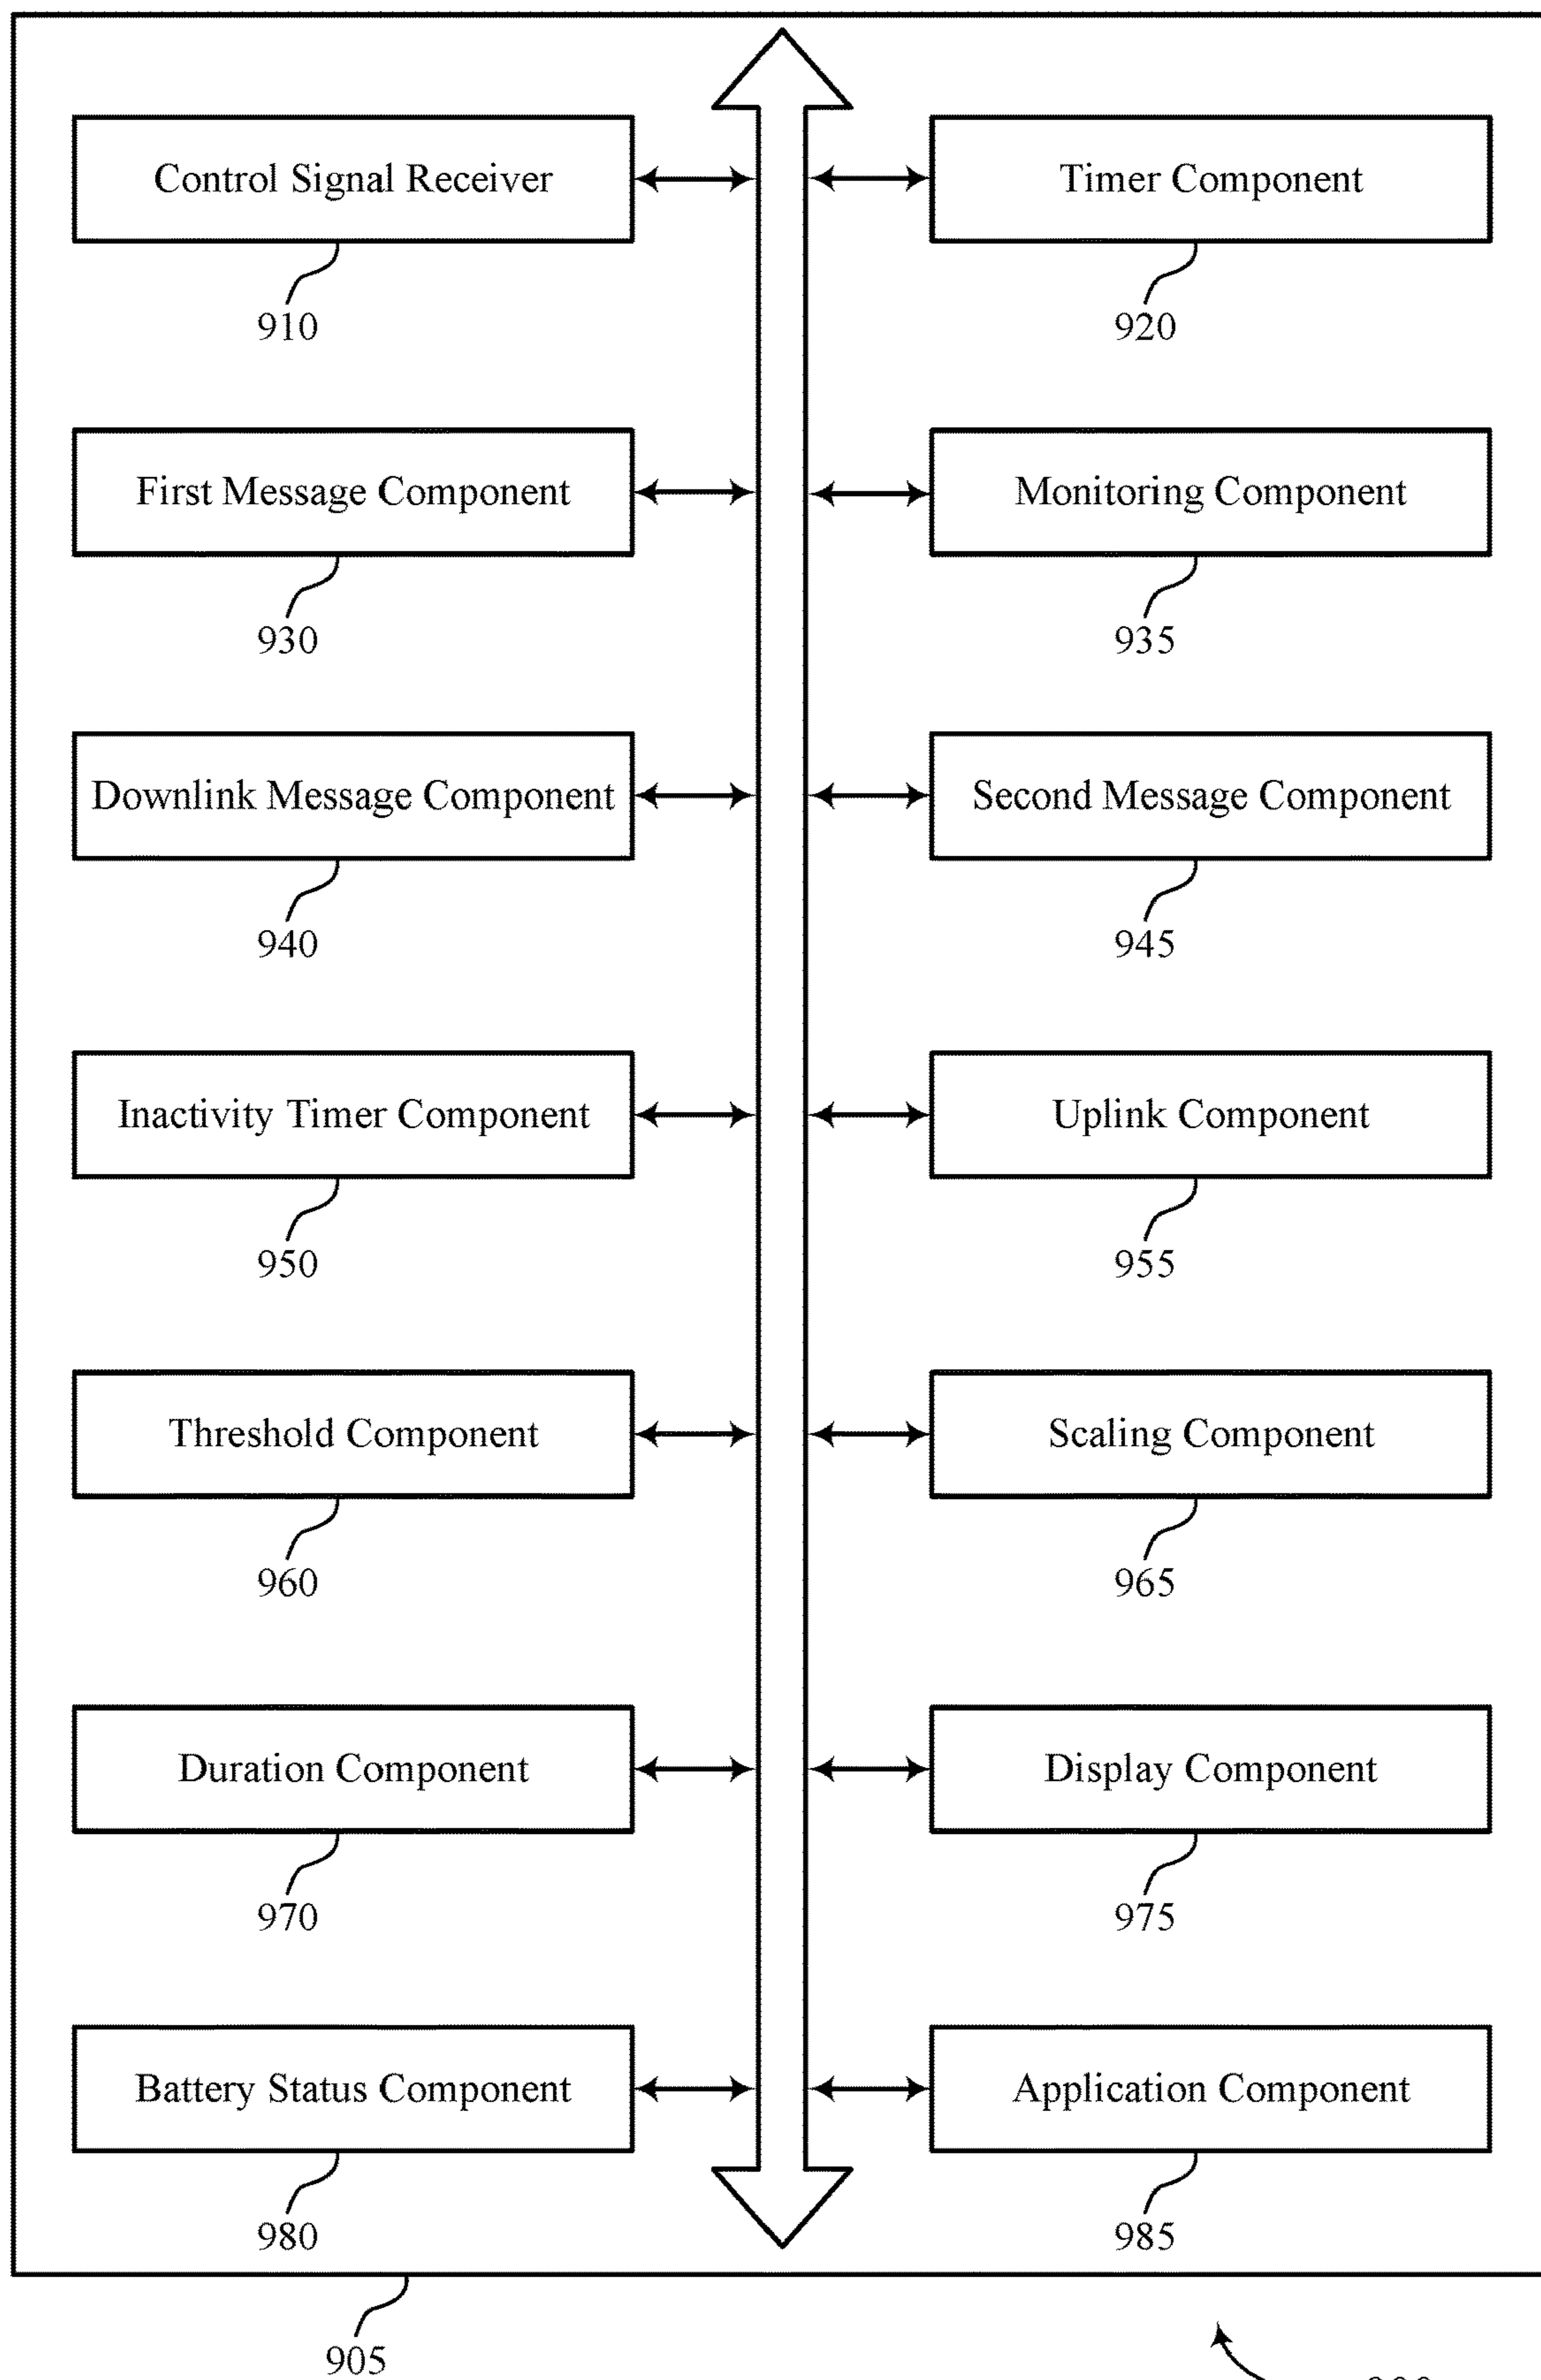 Control Signal Receiver
910
Timer Component
920
First Message Component
930
Monitoring Component
935
Downlink Message Component
940
Second Message Component
945
Inactivity Timer Component
950
Uplink Component
955
Threshold Component
960
Scaling Component
965
Duration Component
970
Display Component
975
Battery Status Component
980
Application Component
985
905